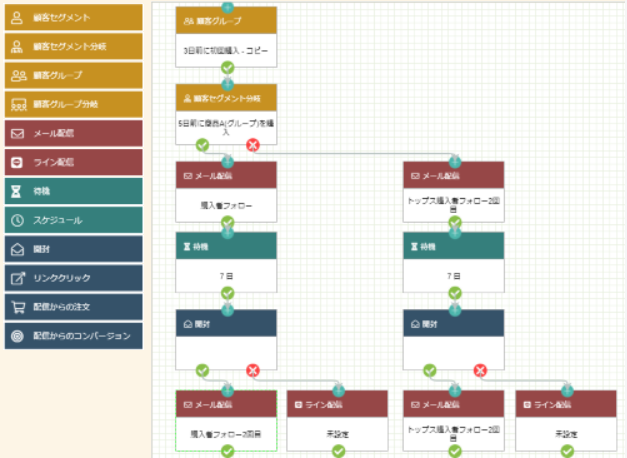 顧客セグメント
顧客セグメント分岐
顧客グループ
顧客グループ分岐
メール配信
ライン配信
待機
スケジュール
開封
リンククリック
配信からの注文
配信からのコンバージョン
顧客グループ
3日前に初回購入 - コピー
顧客セグメント分岐
5日前に商品A(グループ)を購
入
メール配信
購入者フォロー
メール配信
トップス購入者フォロー2回
目
待機
7 日
待機
7 日
開封
開封
メール配信
購入者フォロー2回目
ライン配信
未設定
メール配信
トップス購入者フォロー2回
目
ライン配信
未設定